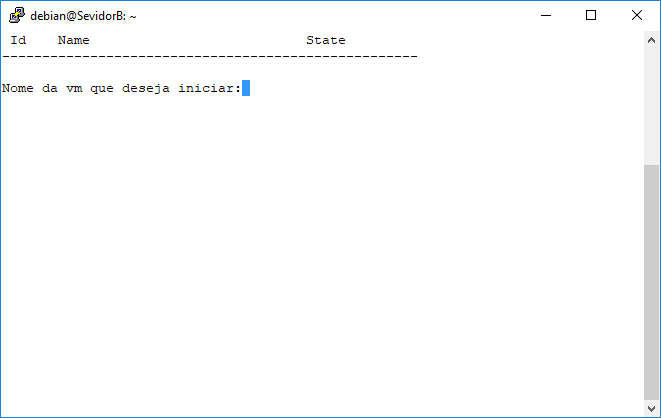 debian@SevidorB: ~
Id Name State
----------------------------------------------------
Nome da vm que deseja iniciar: